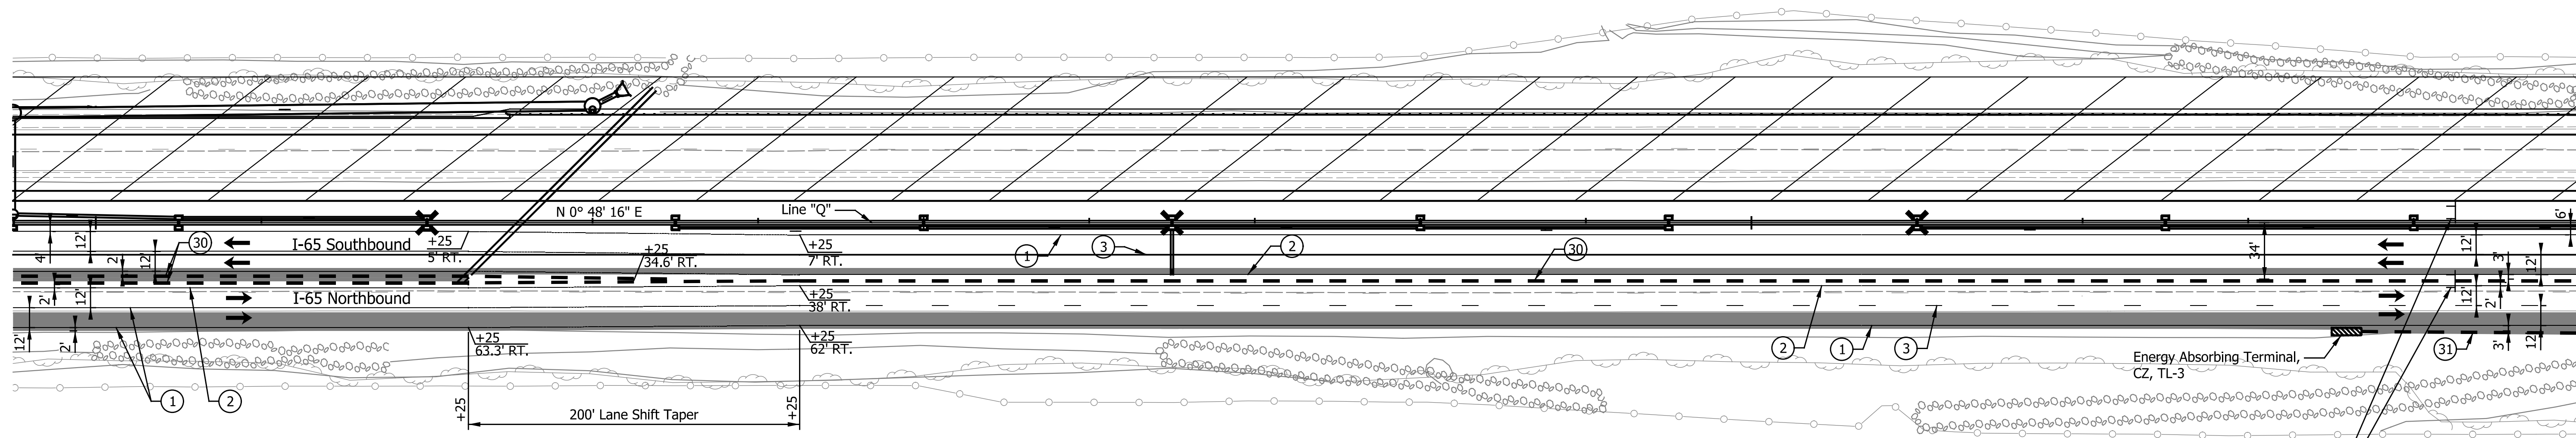 N 0° 48' 16" E
Line "Q"
6'
4'
12'
30
I-65 Southbound
+25
5' RT.
+25
34.6' RT.
+25
7' RT.
1
3
2
30
34'
12'
3'
12'
2'
12'
2'
12'
I-65 Northbound
+25
38' RT.
12'
2'
12'
2'
+25
63.3' RT.
+25
62' RT.
2
1
3
Energy Absorbing Terminal,
CZ, TL-3
31
3'
12'
1
2
+25
200' Lane Shift Taper
+25